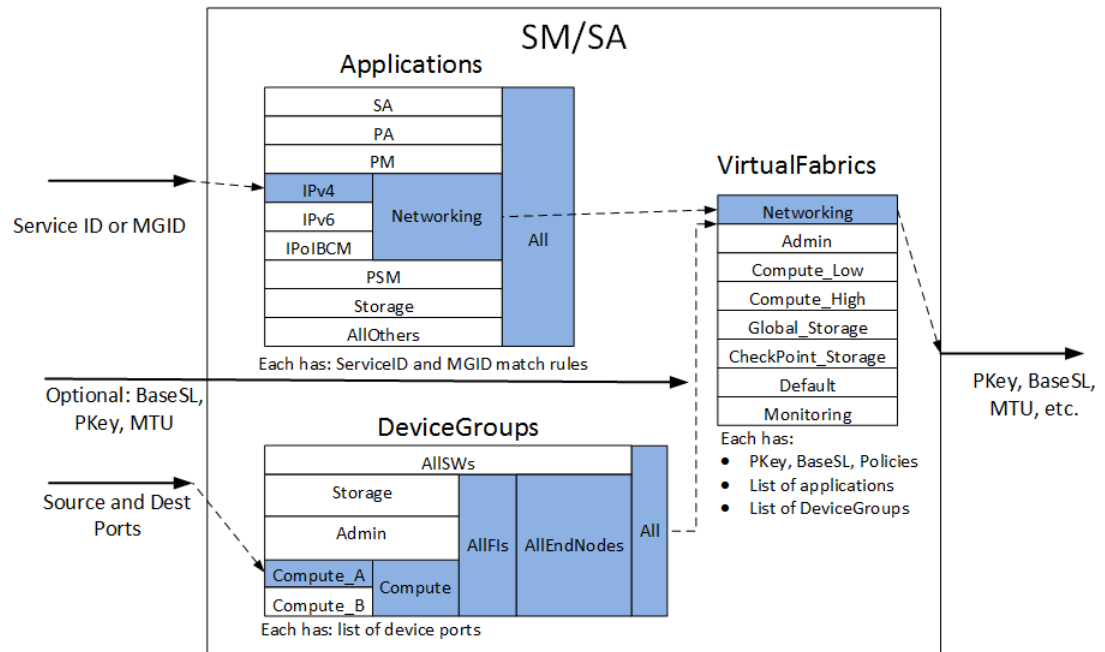 SM/SA
Applications
SA
PA
PM
IPv4
IPv6
IPoIBCM
Networking
All
PSM
Storage
AllOthers
Each has: ServiceID and MGID match rules
Service ID or MGID
VirtualFabrics
Networking
Admin
Compute_Low
Compute_High
Global_Storage
CheckPoint_Storage
Default
Monitoring
Each has:
• PKey, BaseSL, Policies
• List of applications
• List of DeviceGroups
PKey, BaseSL,
MTU, etc.
Optional: BaseSL,
PKey, MTU
DeviceGroups
AllSWs
Storage
Admin
Compute_A
Compute_B
Compute
AllFIs
AllEndNodes
All
Each has: list of device ports
Source and Dest
Ports